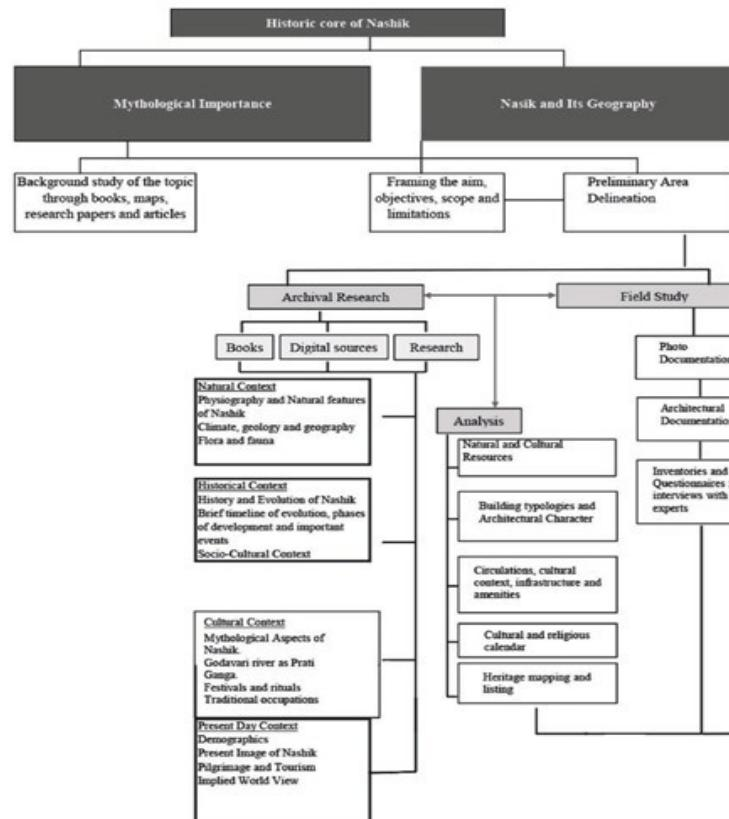 Historic core of Nashik
Mythological Importance
Nasik and Its Geography
Background study of the topic
through books, maps,
research papers and articles
Framing the aim,
objectives, scope and
limitations
Preliminary Area
Delineation
Archival Research
Field Study
Books
Digital sources
Research
Natural Context
Physiography and Natural features
of Nashik
Climate, geology and geography
Flora and fauna
Historical Context
History and Evolution of Nashik
Brief timeline of evolution, phases
of development and important
events
Socio-Cultural Context
Cultural Context
Mythological Aspects of
Nashik.
Godavari river as Prati
Ganga.
Festivals and rituals
Traditional occupations
Present Day Context
Demographics
Present Image of Nashik
Pilgrimage and Tourism
Implied World View
Analysis
Natural and Cultural
Resources
Building typologies and
Architectural Character
Circulations, cultural
context, infrastructure and
amenities
Cultural and religious
calendar
Heritage mapping and
listing
Photo
Documentation
Architectural
Documentation
Inventories and
Questionnaires
interviews with
experts